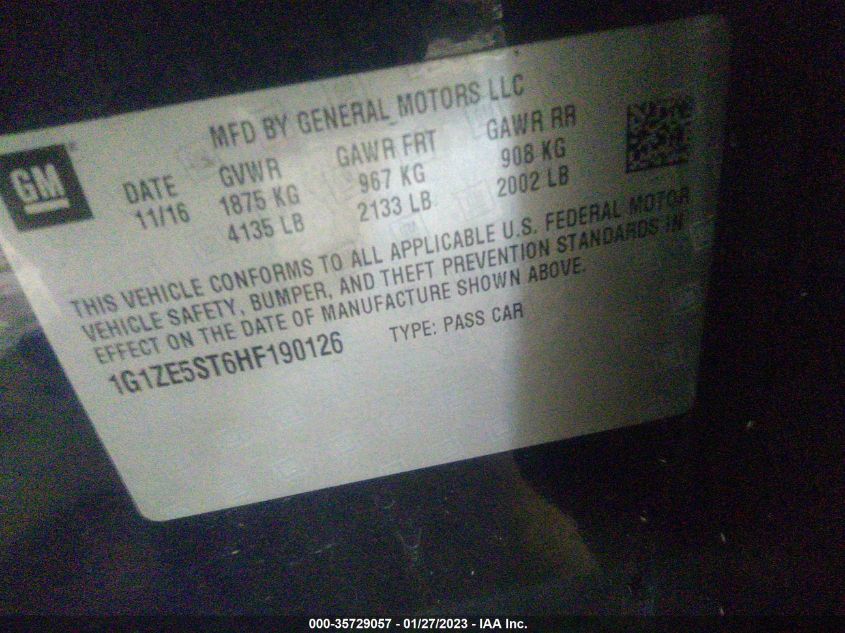 MFD BY GENERAL MOTORS LLC
GM
DATE GVWR GAWR FRT GAWR RR
11/16 1875 KG 967 KG 908 KG
4135 LB 2133 LB 2002 LB
THIS VEHICLE CONFORMS TO ALL APPLICABLE U.S. FEDERAL MOTOR
VEHICLE SAFETY, BUMPER, AND THEFT PREVENTION STANDARDS IN
EFFECT ON THE DATE OF MANUFACTURE SHOWN ABOVE.
1G1ZE5ST6HF190126 TYPE: PASS CAR
000-35729057 - 01/27/2023 - IAA Inc.